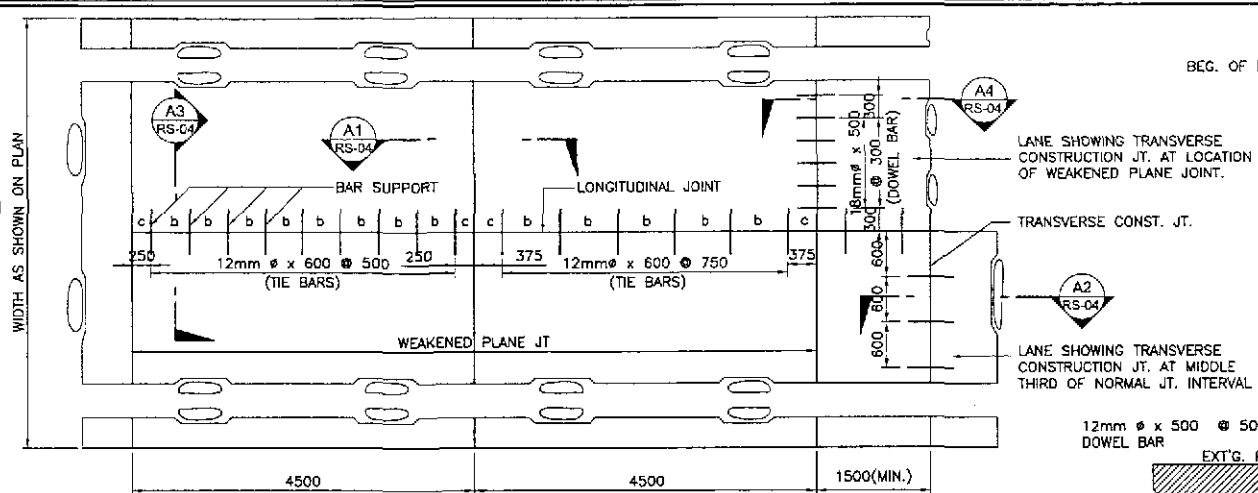 BEG. OF
A3
RS-04
A1
RS-04
A4
RS-04
300
18mmø x 500
@ 300
(DOWEL BAR)
300
LANE SHOWING TRANSVERSE
CONSTRUCTION JT. AT LOCATION
OF WEAKENED PLANE JOINT.
BAR SUPPORT
LONGITUDINAL JOINT
TRANSVERSE CONST. JT.
c b b b b b b b b c c b b b b b c
250
12mm ø x 600 @ 500
(TIE BARS)
250
375
12mmø x 600 @ 750
(TIE BARS)
375
600
600
600
A2
RS-04
WIDTH AS SHOWN ON PLAN
WEAKENED PLANE JT
LANE SHOWING TRANSVERSE
CONSTRUCTION JT. AT MIDDLE
THIRD OF NORMAL JT. INTERVAL
12mm ø x 500 @ 50
DOWEL BAR
EXT'G.
4500
4500
1500(MIN.)